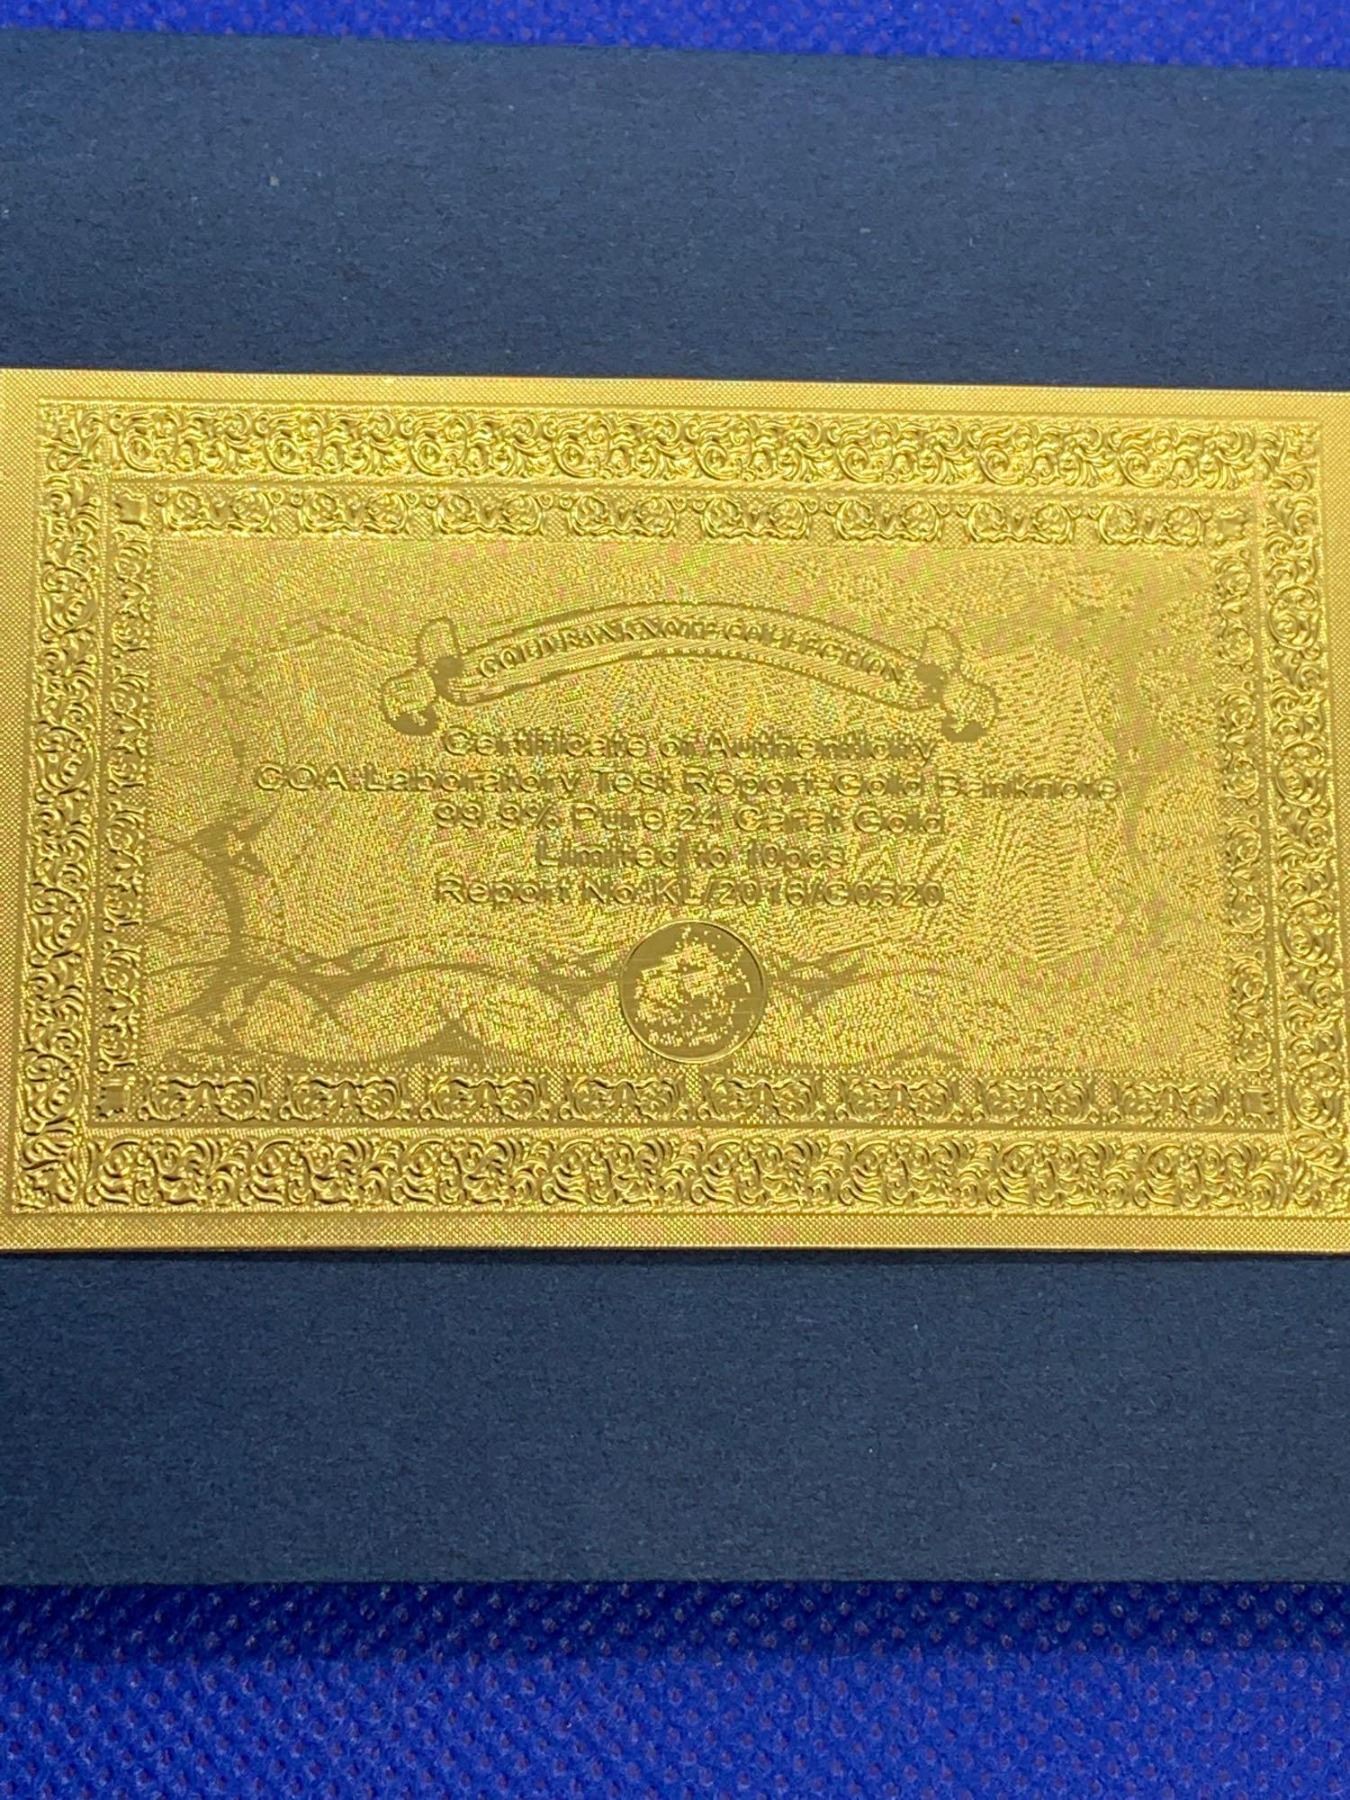 GOLD BANKNOTE COLLECTION
Certificate of Authenticity
COA:Laboratory Test Report-Gold Banknote
99.9% Pure 24 Carat Gold
Limited to 10pcs
Report No:KL/2016/G0520